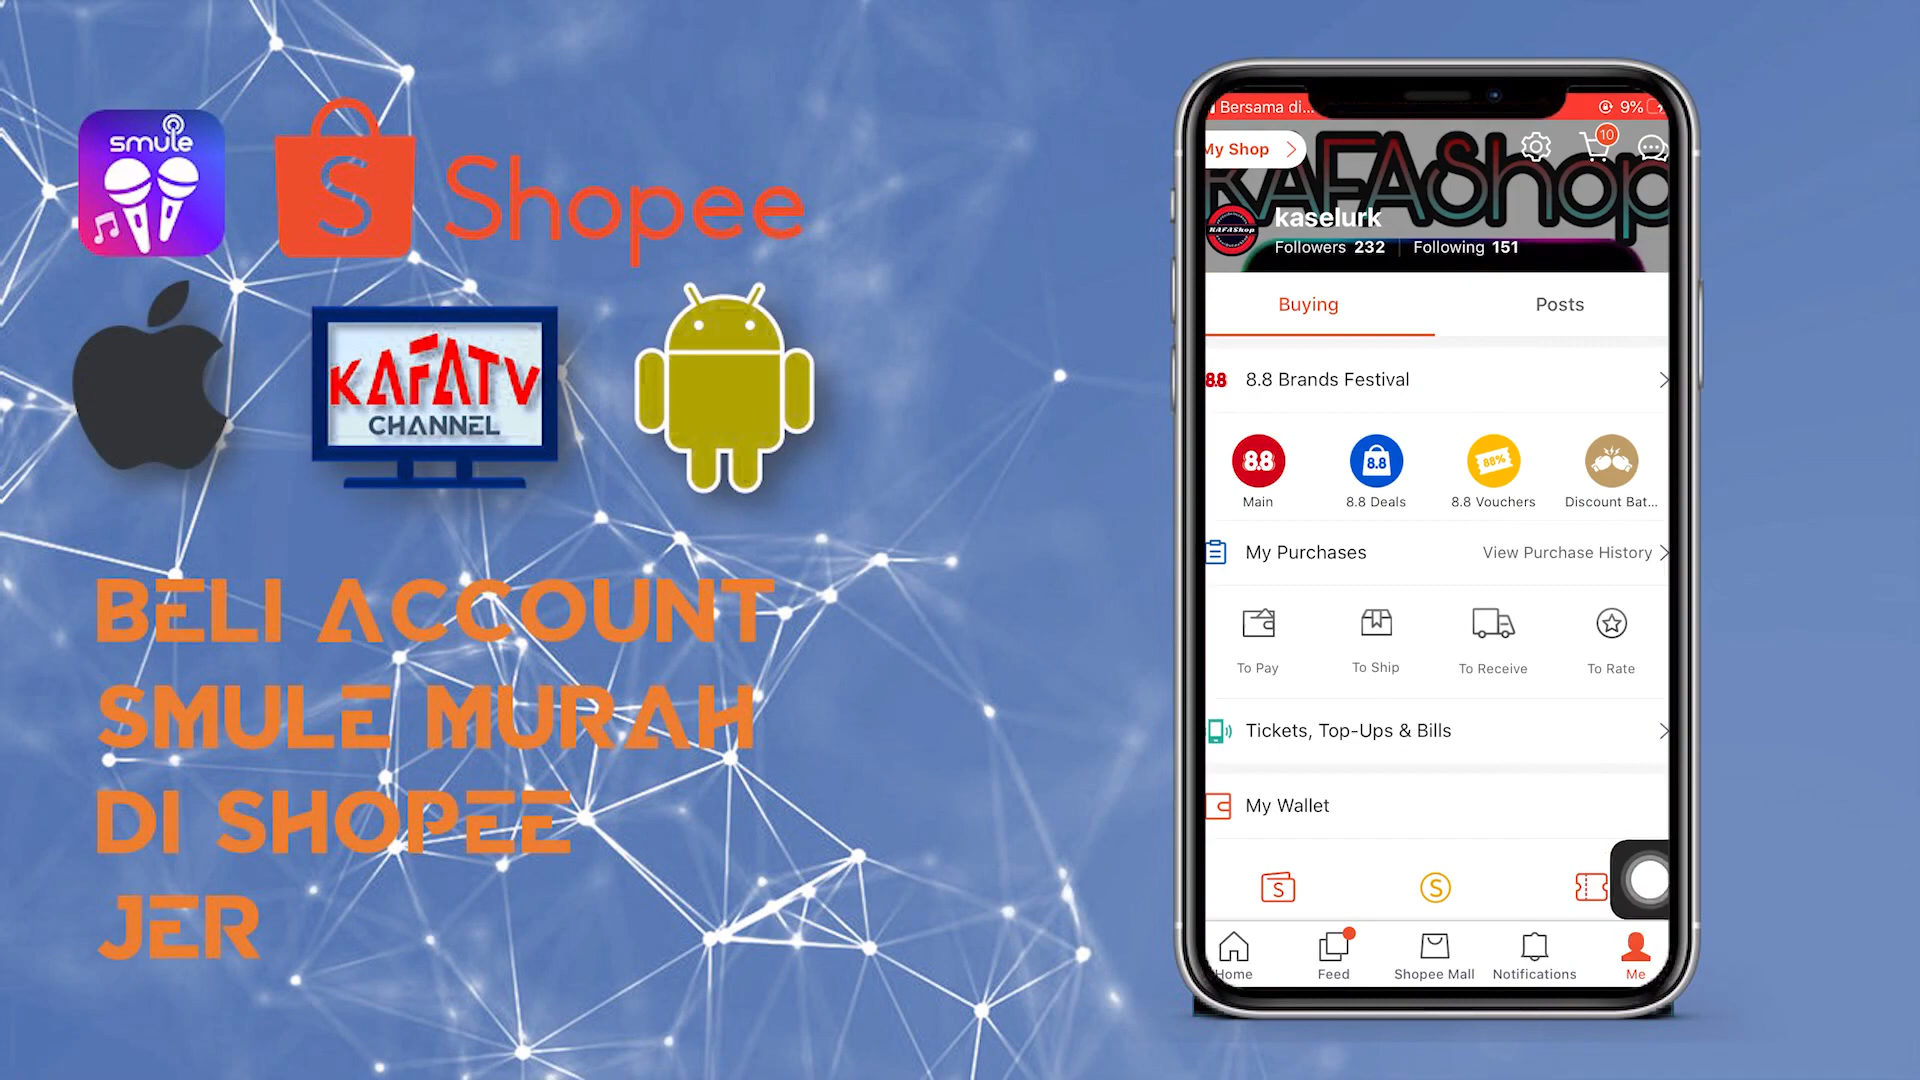 smule
S Shopee
KAFATV
CHANNEL
BELI ACCOUNT
SMULE MURAH
DI SHOPEE
JER
Bersama di...
9%
My Shop
10
KAFAShop
KAFAShop
kaselurk
Followers 232
Following 151
Buying
Posts
8.8
8.8 Brands Festival
8.8
8.8
88%
Main
8.8 Deals
8.8 Vouchers
Discount Bat...
My Purchases
View Purchase History
To Pay
To Ship
To Receive
To Rate
Tickets, Top-Ups & Bills
My Wallet
S
S
Home
Feed
Shopee Mall
Notifications
Me